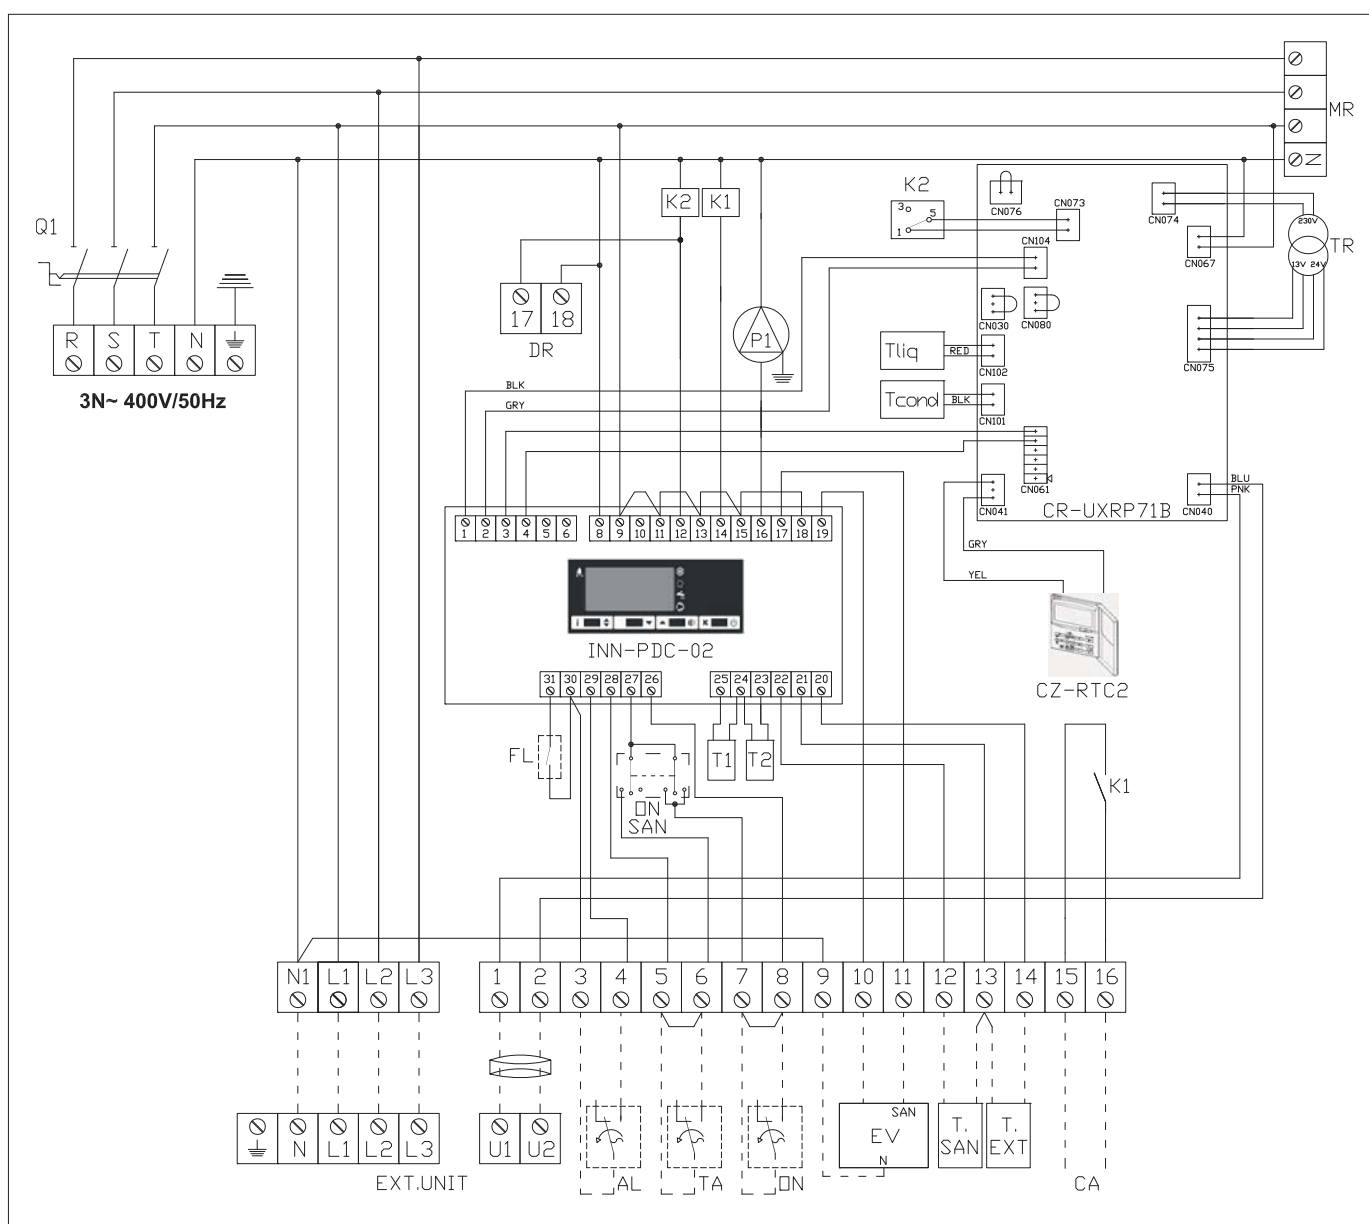 MR
N
Q1
K2
3
5
1
CN076
CN073
CN074
230V
TR
13V 24V
CN067
CN104
K2
K1
17
18
DR
CN030
CN080
R
S
T
N
P1
Tliq
RED
CN102
CN075
3N~ 400V/50Hz
BLK
GRY
Tcond
BLK
CN101
CN061
CN041
CR-UXRP71B
CN040
BLU
PNK
1 2 3 4 5 6
8 9 10 11 12 13 14 15 16 17 18 19
GRY
YEL
i
K
INN-PDC-02
CZ-RTC2
31 30 29 28 27 26
25 24 23 22 21 20
FL
T1
T2
ON
SAN
K1
N1 L1 L2 L3
1 2 3 4 5 6 7 8 9 10 11 12 13 14 15 16
N L1 L2 L3
EXT.UNIT
U1 U2
AL
TA
ON
SAN
EV
N
T.
SAN
T.
EXT
CA